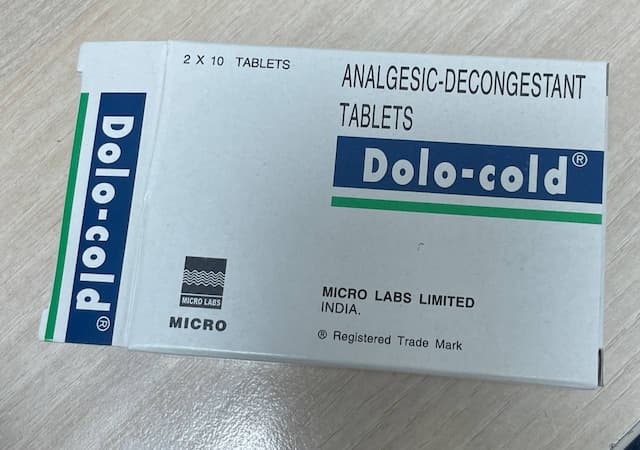 2 X 10 TABLETS
ANALGESIC-DECONGESTANT
TABLETS
Dolo-cold®
Dolo-cold®
MICRO LABS
MICRO
MICRO LABS LIMITED
INDIA.
® Registered Trade Mark